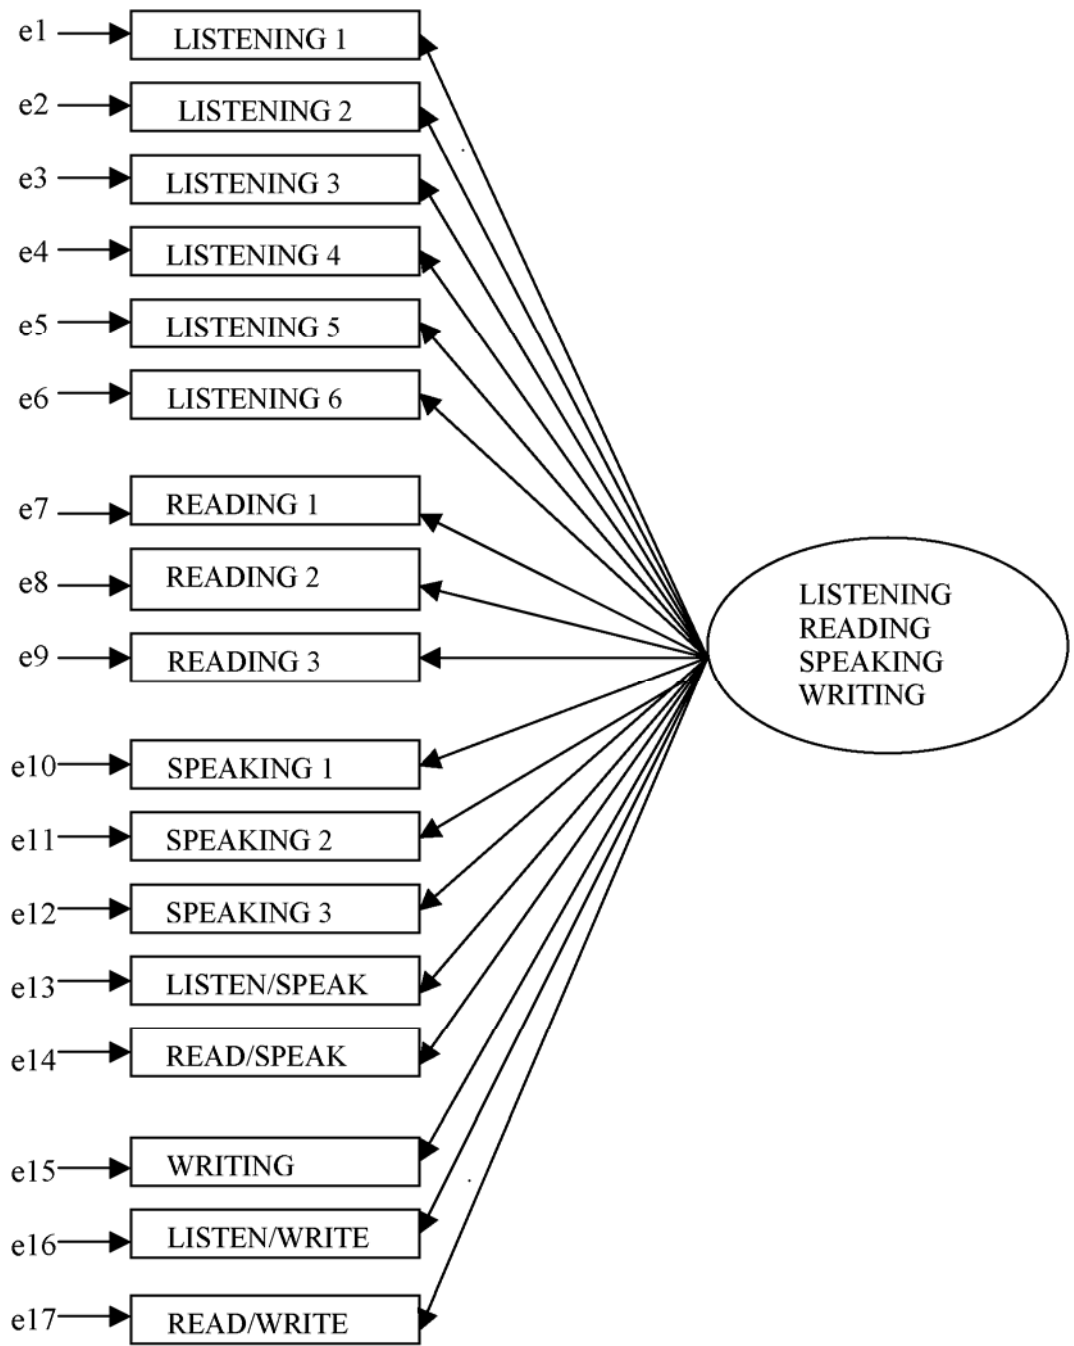 e1 LISTENING 1
e2 LISTENING 2
e3 LISTENING 3
e4 LISTENING 4
e5 LISTENING 5
e6 LISTENING 6
e7 READING 1
e8 READING 2
e9 READING 3
LISTENING
READING
SPEAKING
WRITING
e10 SPEAKING 1
e11 SPEAKING 2
e12 SPEAKING 3
e13 LISTEN/SPEAK
e14 READ/SPEAK
e15 WRITING
e16 LISTEN/WRITE
e17 READ/WRITE